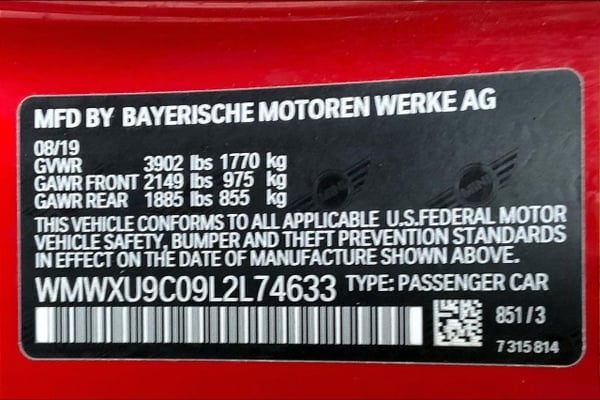 MFD BY BAYERISCHE MOTOREN WERKE AG
08/19
GVWR 3902 lbs 1770 kg
GAWR FRONT 2149 lbs 975 kg
GAWR REAR 1885 lbs 855 kg
THIS VEHICLE CONFORMS TO ALL APPLICABLE U.S.FEDERAL MOTOR
VEHICLE SAFETY, BUMPER AND THEFT PREVENTION STANDARDS
IN EFFECT ON THE DATE OF MANUFACTURE SHOWN ABOVE.
WMWXU9C09L2L74633 TYPE: PASSENGER CAR
851/3
7315814